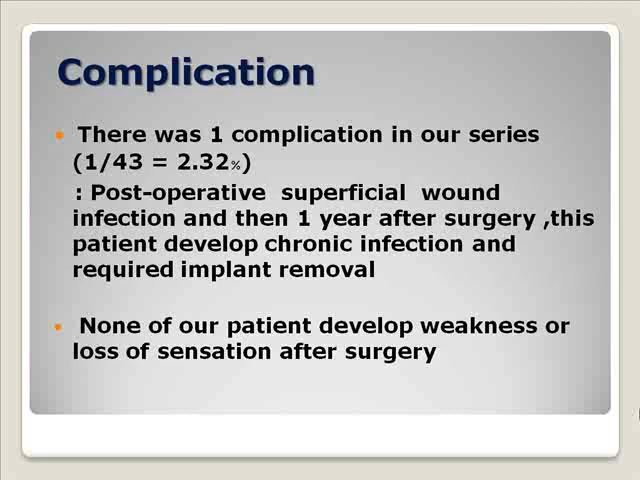 Complication
• There was 1 complication in our series
(1/43 = 2.32%)
: Post-operative superficial wound
infection and then 1 year after surgery ,this
patient develop chronic infection and
required implant removal
• None of our patient develop weakness or
loss of sensation after surgery